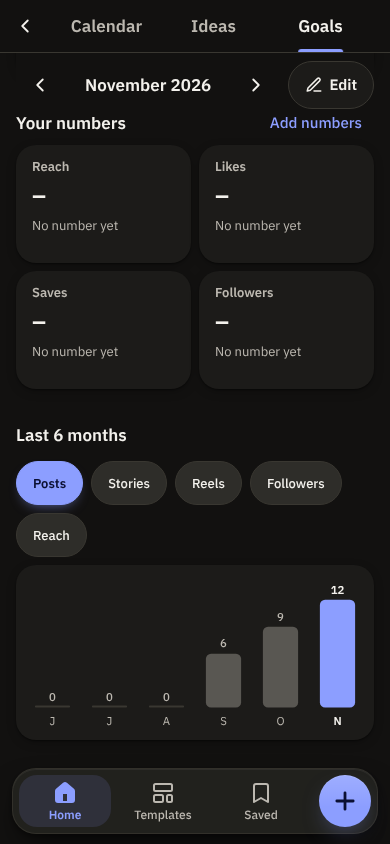 Calendar Ideas Goals
November 2026 Edit
Your numbers Add numbers
Reach Likes
– –
No number yet No number yet
Saves Followers
– –
No number yet No number yet
Last 6 months
Posts Stories Reels Followers
Reach
0 0 0 6 9 12
J J A S O N
Home Templates Saved